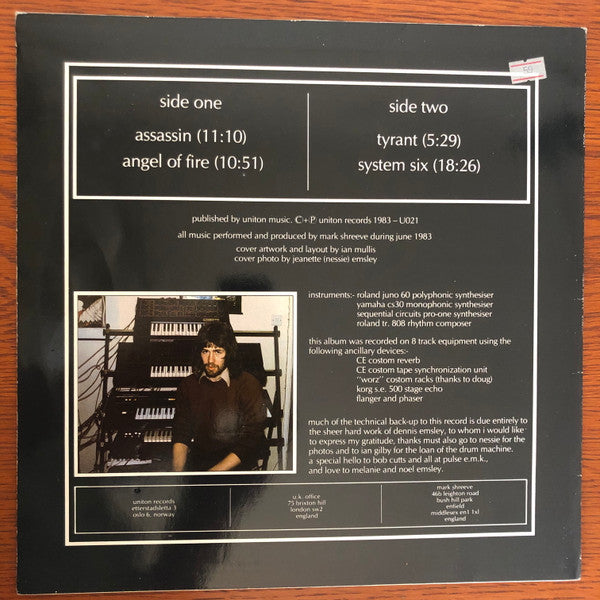 59
side one
assassin (11:10)
angel of fire (10:51)
side two
tyrant (5:29)
system six (18:26)
published by uniton music. C+P uniton records 1983 – U021
all music performed and produced by mark shreeve during june 1983
cover artwork and layout by ian mullis
cover photo by jeanette (nessie) emsley
instruments:- roland juno 60 polyphonic synthesiser
yamaha cs30 monophonic synthesiser
sequential circuits pro-one synthesiser
roland tr. 808 rhythm composer
this album was recorded on 8 track equipment using the
following ancillary devices:-
CE costom reverb
CE costom tape synchronization unit
"worz" costom racks (thanks to doug)
korg s.e. 500 stage echo
flanger and phaser
much of the technical back-up to this record is due entirely to
the sheer hard work of dennis emsley, to whom i would like
to express my gratitude, thanks must also go to nessie for the
photos and to ian gilby for the loan of the drum machine.
a special hello to bob cutts and all at pulse e.m.k.,
and love to melanie and noel emsley.
uniton records
etterstadsletta 3
oslo 6, norway
u.k. office
75 brixton hill
london sw2
england
mark shreeve
466 leighton road
bush hill park
enfield
middlesex en1 1xl
england